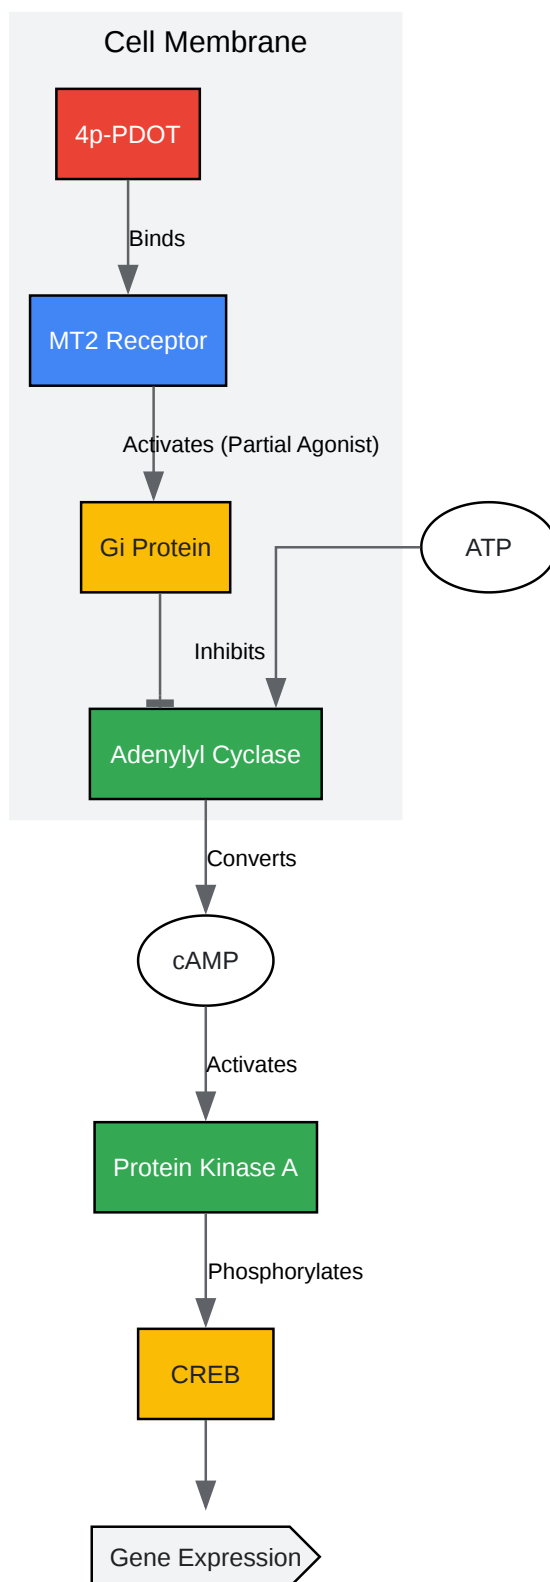 Cell Membrane
4p-PDOT
Binds
MT2 Receptor
Activates (Partial Agonist)
Gi Protein
ATP
Inhibits
Adenylyl Cyclase
Converts
cAMP
Activates
Protein Kinase A
Phosphorylates
CREB
Gene Expression